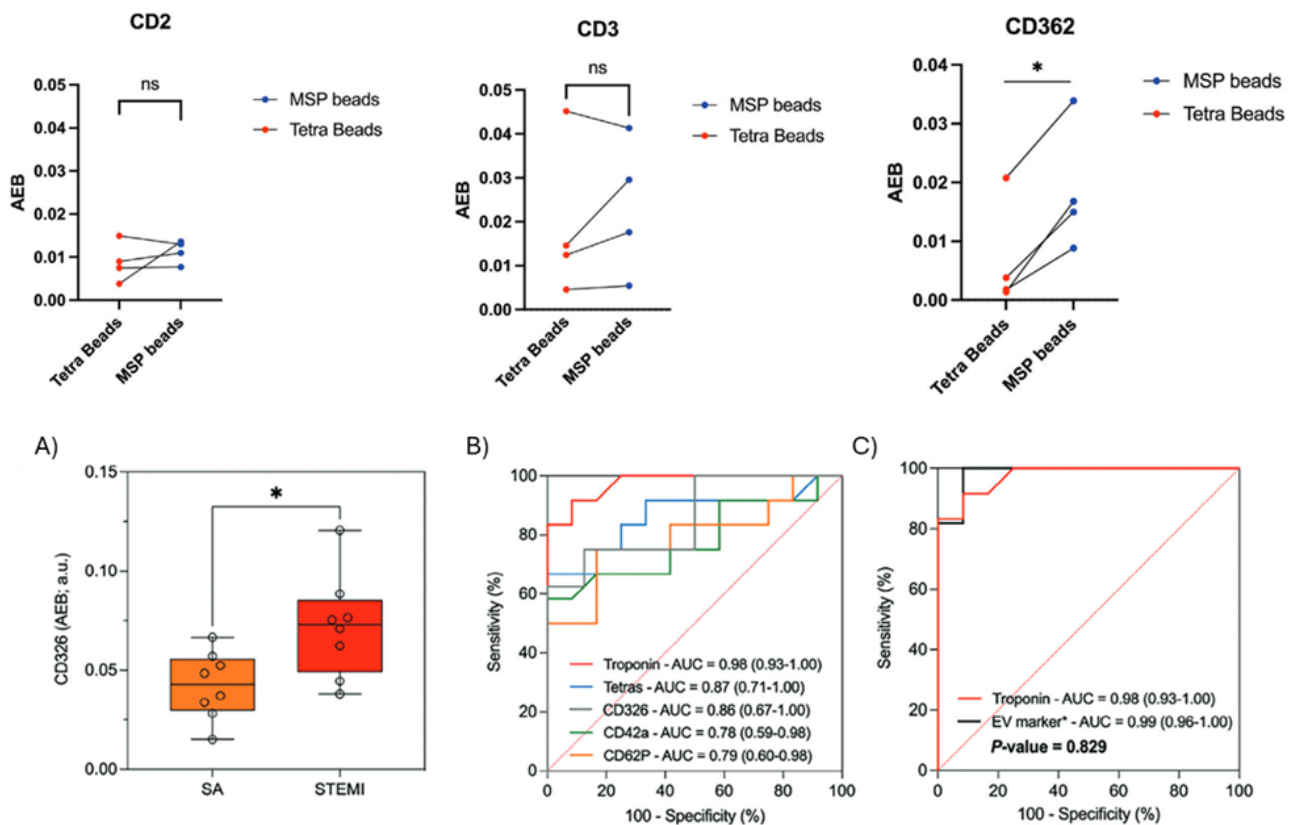 CD2
0.05
0.04
0.03
0.02
0.01
0.00
AEB
ns
MSP beads
Tetra Beads
Tetra Beads
MSP beads
CD3
0.05
0.04
0.03
0.02
0.01
0.00
AEB
ns
MSP beads
Tetra Beads
Tetra Beads
MSP beads
CD362
0.04
0.03
0.02
0.01
0.00
AEB
*
MSP beads
Tetra Beads
Tetra Beads
MSP beads
A)
0.15
0.10
0.05
0.00
CD326 (AEB; a.u.)
*
SA
STEMI
B)
100
80
60
40
20
0
Sensitivity (%)
Troponin - AUC = 0.98 (0.93-1.00)
Tetras - AUC = 0.87 (0.71-1.00)
CD326 - AUC = 0.86 (0.67-1.00)
CD42a - AUC = 0.78 (0.59-0.98)
CD62P - AUC = 0.79 (0.60-0.98)
0 20 40 60 80 100
100 - Specificity (%)
C)
100
80
60
40
20
0
Sensitivity (%)
Troponin - AUC = 0.98 (0.93-1.00)
EV marker* - AUC = 0.99 (0.96-1.00)
P-value = 0.829
0 20 40 60 80 100
100 - Specificity (%)